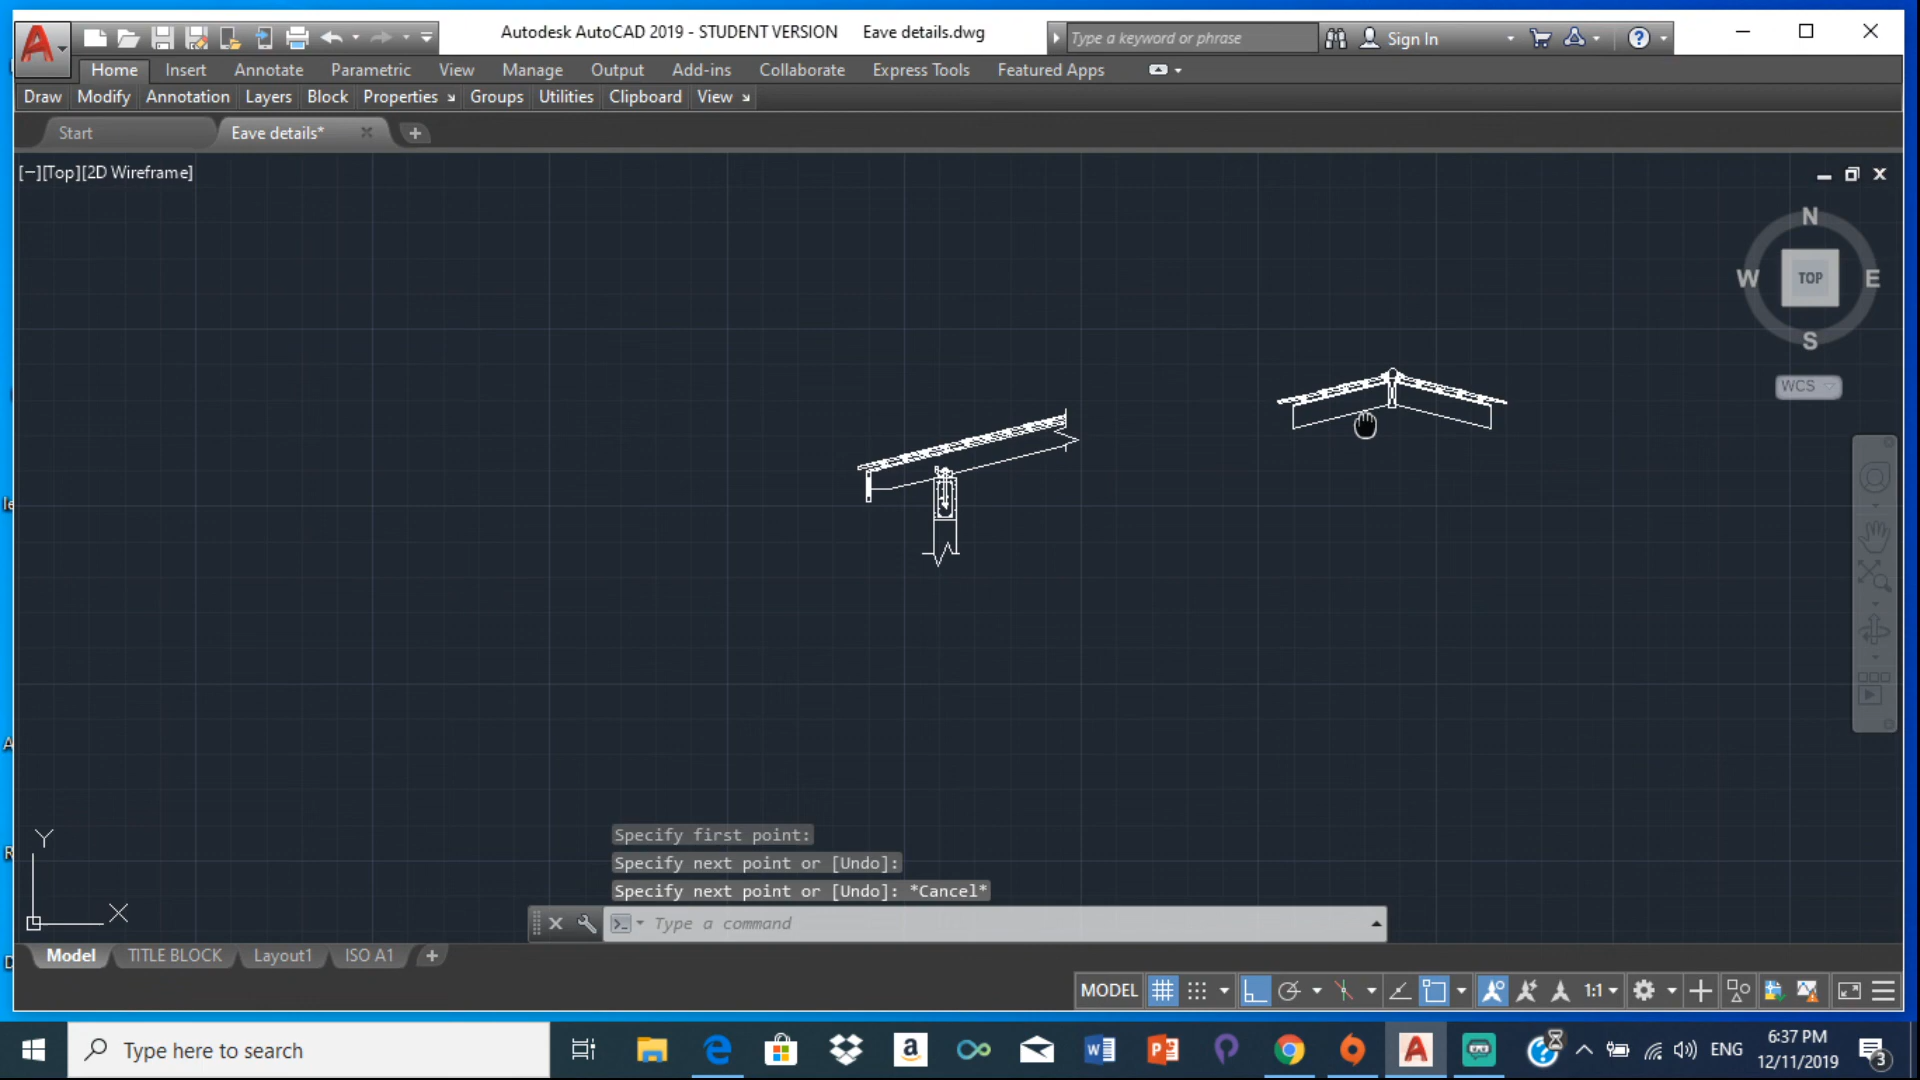 Autodesk AutoCAD 2019 - STUDENT VERSION Eave details.dwg
Type a keyword or phrase
Sign In
Home Insert Annotate Parametric View Manage Output Add-ins Collaborate Express Tools Featured Apps
Draw Modify Annotation Layers Block Properties Groups Utilities Clipboard View
Start
Eave details*
[−][Top][2D Wireframe]
N
W TOP E
S
WCS
Specify first point:
Specify next point or [Undo]:
Specify next point or [Undo]: *Cancel*
Type a command
Y
X
Model TITLE BLOCK Layout1 ISO A1
MODEL
1:1
Type here to search
ENG
6:37 PM
12/11/2019
3